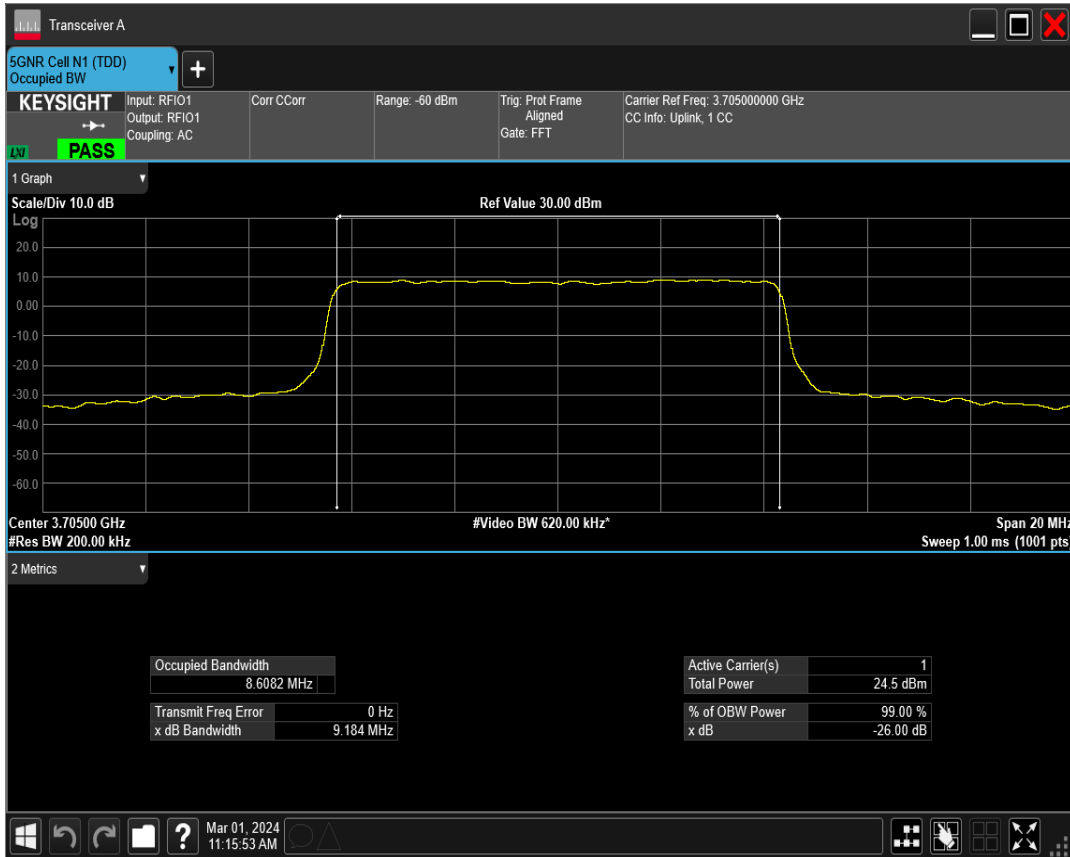 Transceiver A
5GNR Cell N1 (TDD)
Occupied BW
+
KEYSIGHT
LXI
PASS
Input: RFIO1
Output: RFIO1
Coupling: AC
Corr CCorr
Range: -60 dBm
Trig: Prot Frame
Aligned
Gate: FFT
Carrier Ref Freq: 3.705000000 GHz
CC Info: Uplink, 1 CC
1 Graph
Scale/Div 10.0 dB
Ref Value 30.00 dBm
Log
20.0
10.0
0.00
-10.0
-20.0
-30.0
-40.0
-50.0
-60.0
Center 3.70500 GHz
#Video BW 620.00 kHz*
Span 20 MHz
#Res BW 200.00 kHz
Sweep 1.00 ms (1001 pts)
2 Metrics
Occupied Bandwidth
8.6082 MHz
Transmit Freq Error 0 Hz
x dB Bandwidth 9.184 MHz
Active Carrier(s) 1
Total Power 24.5 dBm
% of OBW Power 99.00 %
x dB -26.00 dB
?
Mar 01, 2024
11:15:53 AM